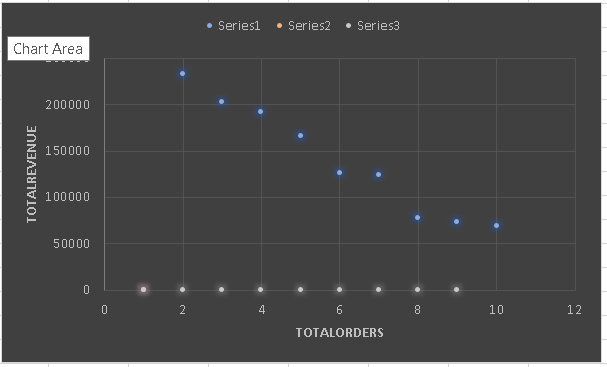 Series1 Series2 Series3
Chart Area
200000
150000
100000
50000
0
TOTALREVENUE
0 2 4 6 8 10 12
TOTALORDERS